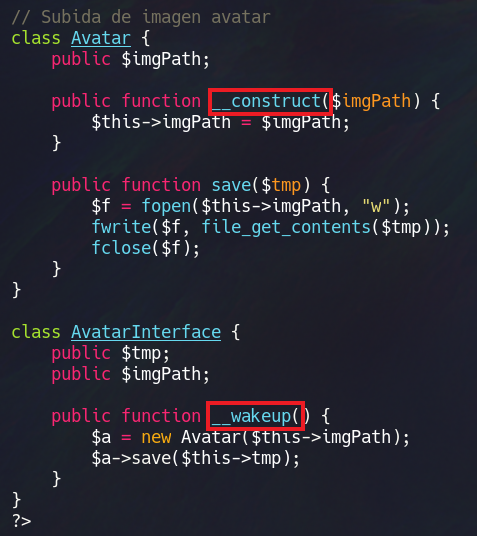 // Subida de imagen avatar
class Avatar {
    public $imgPath;

    public function __construct($imgPath) {
        $this->imgPath = $imgPath;
    }

    public function save($tmp) {
        $f = fopen($this->imgPath, "w");
        fwrite($f, file_get_contents($tmp));
        fclose($f);
    }
}

class AvatarInterface {
    public $tmp;
    public $imgPath;

    public function __wakeup() {
        $a = new Avatar($this->imgPath);
        $a->save($this->tmp);
    }
}
?>